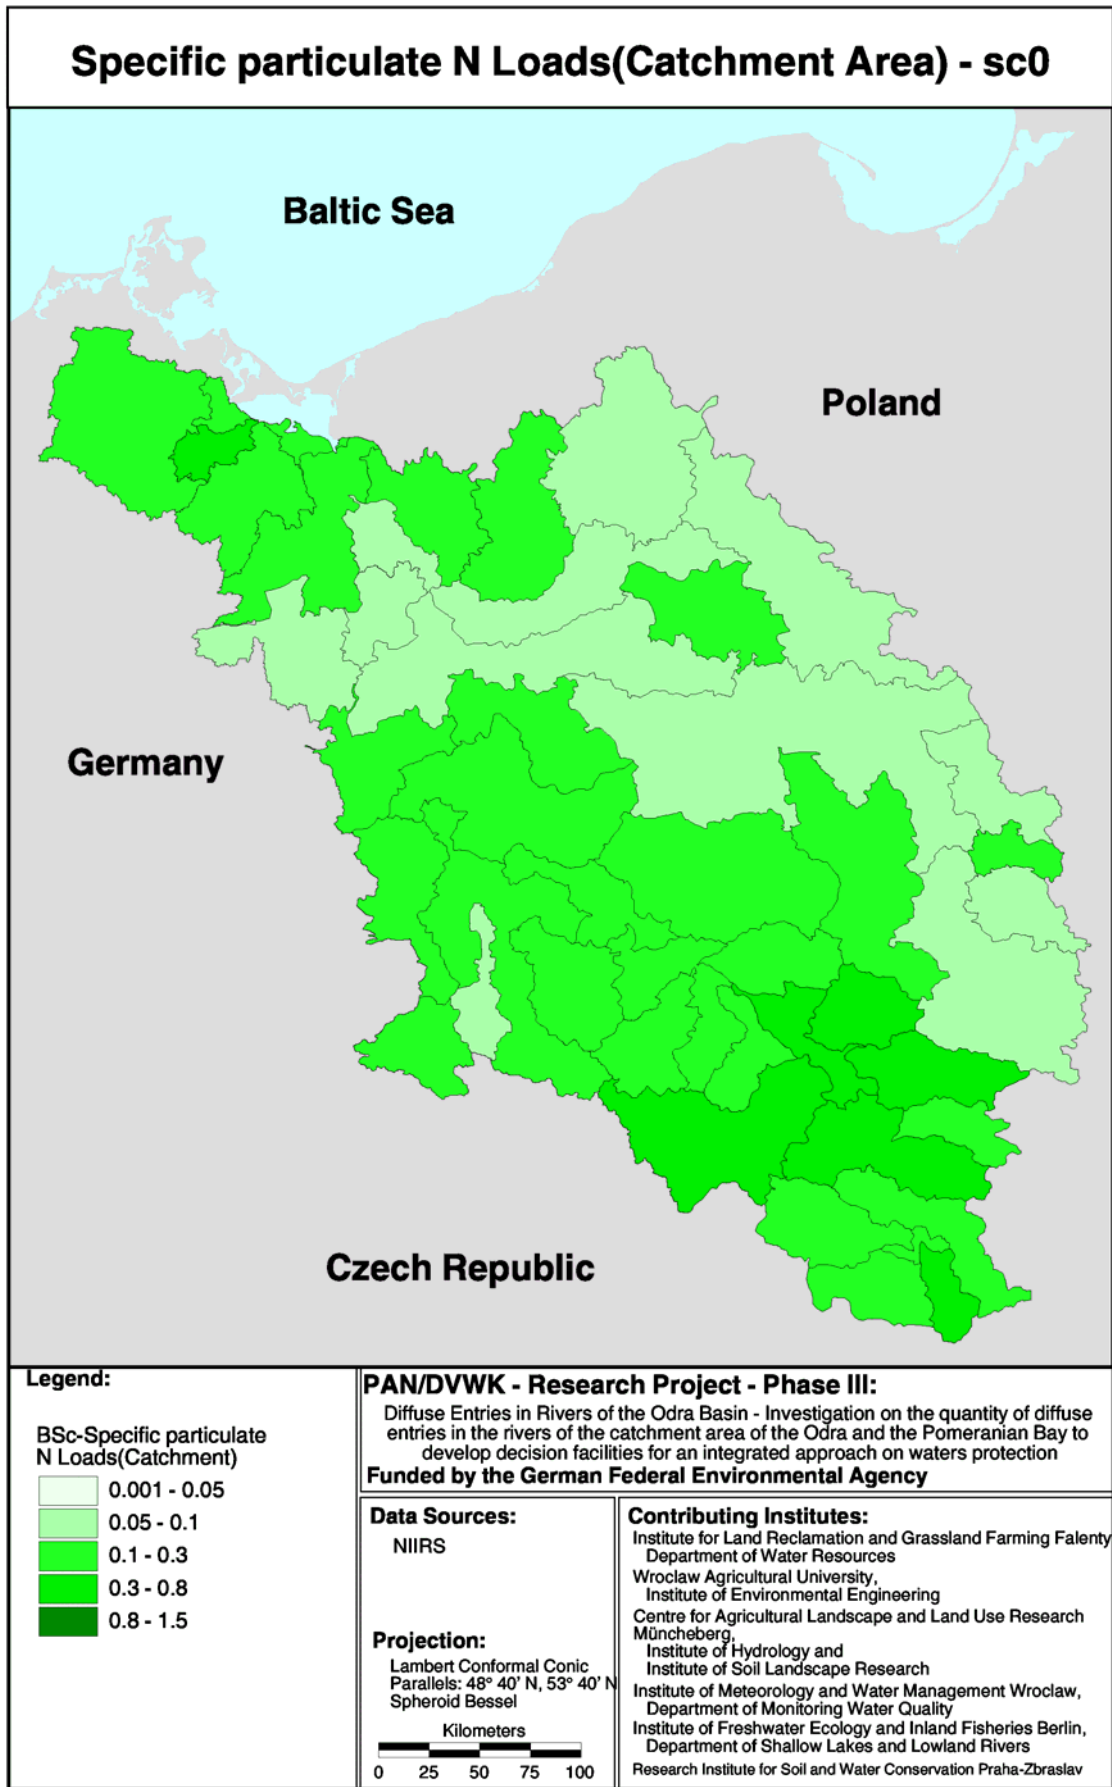 Specific particulate N Loads(Catchment Area) - sc0
Baltic Sea
Poland
Germany
Czech Republic
Legend:
BSc-Specific particulate
N Loads(Catchment)
0.001 - 0.05
0.05 - 0.1
0.1 - 0.3
0.3 - 0.8
0.8 - 1.5
PAN/DVWK - Research Project - Phase III:
Diffuse Entries in Rivers of the Odra Basin - Investigation on the quantity of diffuse
entries in the rivers of the catchment area of the Odra and the Pomeranian Bay to
develop decision facilities for an integrated approach on waters protection
Funded by the German Federal Environmental Agency
Data Sources:
NIIRS
Projection:
Lambert Conformal Conic
Parallels: 48° 40' N, 53° 40' N
Spheroid Bessel
Kilometers
0 25 50 75 100
Contributing Institutes:
Institute for Land Reclamation and Grassland Farming Falenty
Department of Water Resources
Wroclaw Agricultural University,
Institute of Environmental Engineering
Centre for Agricultural Landscape and Land Use Research
Müncheberg,
Institute of Hydrology and
Institute of Soil Landscape Research
Institute of Meteorology and Water Management Wroclaw,
Department of Monitoring Water Quality
Institute of Freshwater Ecology and Inland Fisheries Berlin,
Department of Shallow Lakes and Lowland Rivers
Research Institute for Soil and Water Conservation Praha-Zbraslav